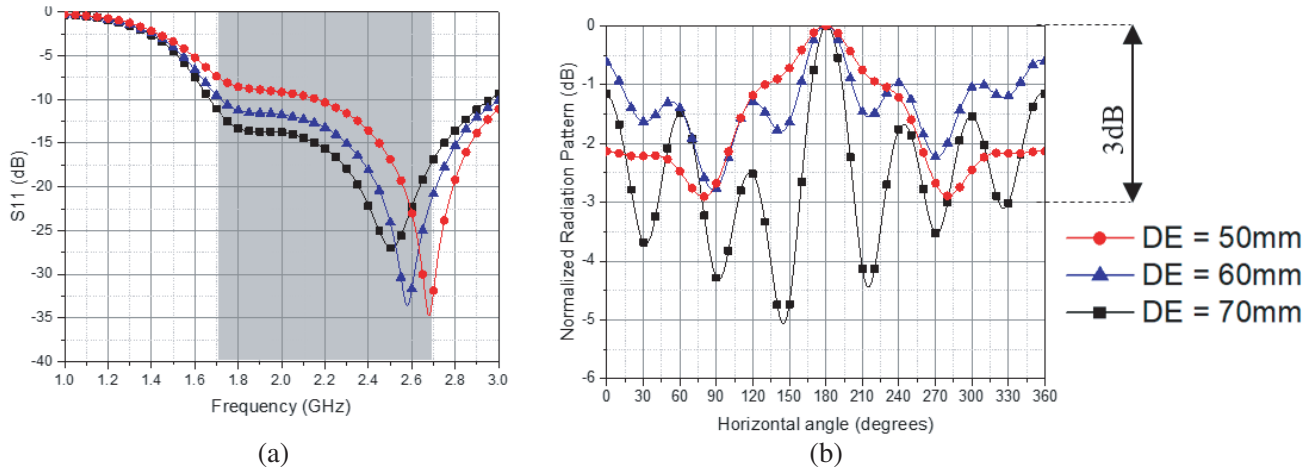 0
-5
-10
-15
-20
-25
-30
-35
-40
S11 (dB)
1.0 1.2 1.4 1.6 1.8 2.0 2.2 2.4 2.6 2.8 3.0
Frequency (GHz)
(a)
0
-1
-2
-3
-4
-5
-6
Normalized Radiation Pattern (dB)
0 30 60 90 120 150 180 210 240 270 300 330 360
Horizontal angle (degrees)
(b)
3dB
DE = 50mm
DE = 60mm
DE = 70mm